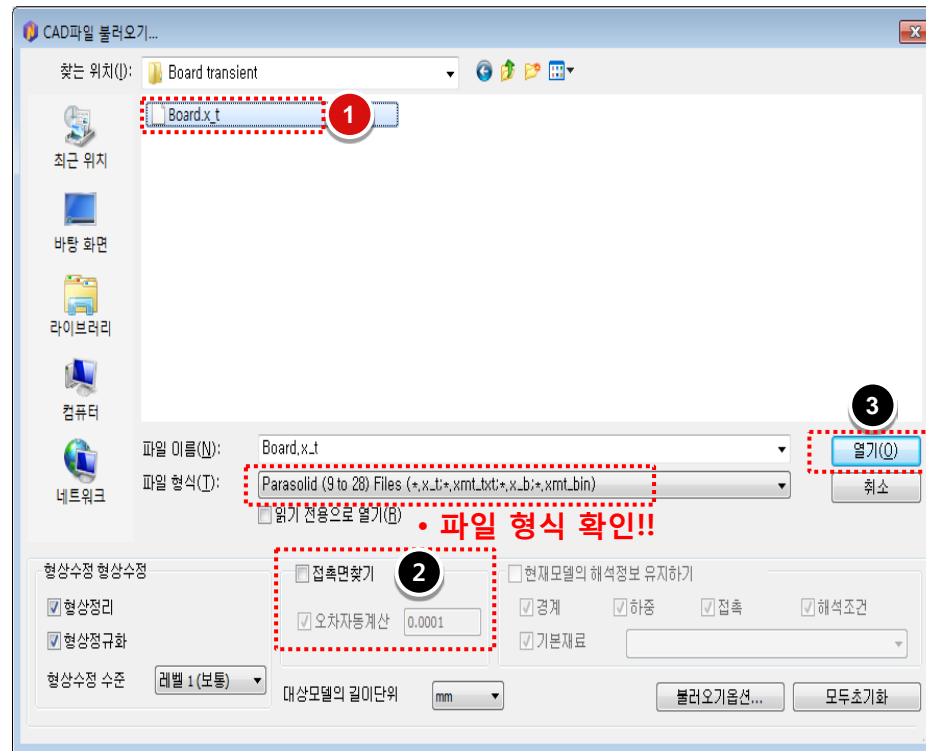 CAD파일 불러오기...
찾는 위치(I): Board transient
Board.x_t 1
최근 위치
바탕 화면
라이브러리
컴퓨터
네트워크
3
파일 이름(N): Board.x_t 열기(O)
파일 형식(T): Parasolid (9 to 28) Files (*.x_t;*.xmt_txt;*.x_b;*.xmt_bin) 취소
읽기 전용으로 열기(R)
• 파일 형식 확인!!
형상수정 형상수정 접촉면찾기 2 현재모델의 해석정보 유지하기
형상정리 오차자동계산 0.0001 경계 하중 접촉 해석조건
형상정규화 기본재료
형상수정 수준 레벨 1 (보통) 대상모델의 길이단위 mm 불러오기옵션... 모두초기화